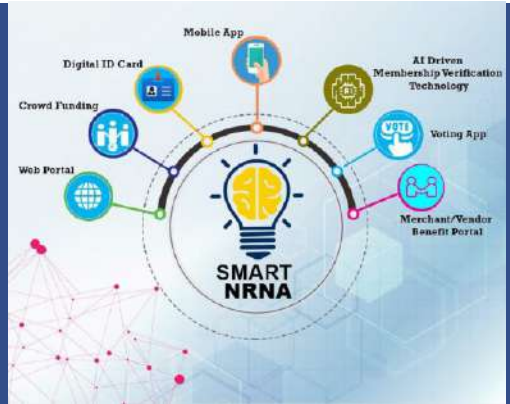 Mobile App
Digital ID Card
AI Driven
Membership Verification
Technology
Crowd Funding
VOTE
Voting App
Web Portal
AI
Merchant/Vendor
Benefit Portal
SMART
NRNA